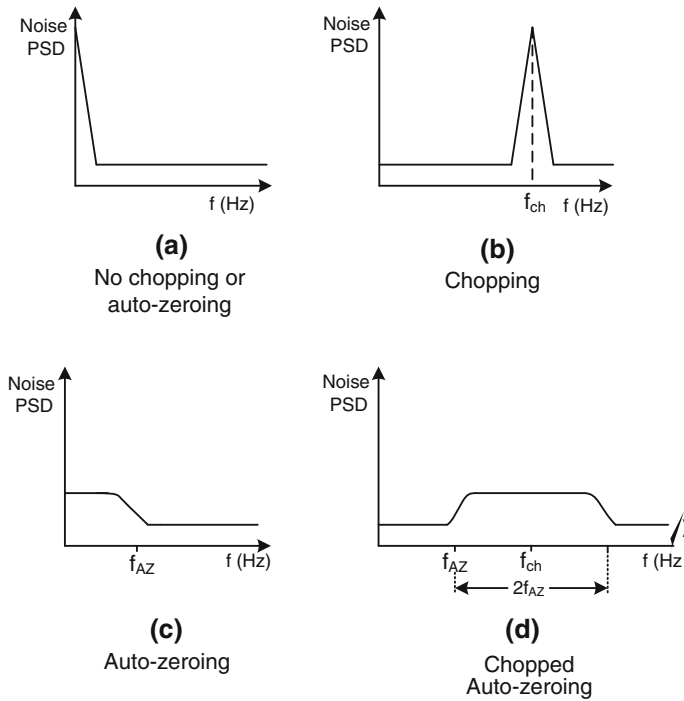 Noise
PSD
f (Hz)
(a)
No chopping or
auto-zeroing
Noise
PSD
f_ch
f (Hz)
(b)
Chopping
Noise
PSD
f_AZ
f (Hz)
(c)
Auto-zeroing
Noise
PSD
f_AZ
f_ch
f (Hz
2f_AZ
(d)
Chopped
Auto-zeroing